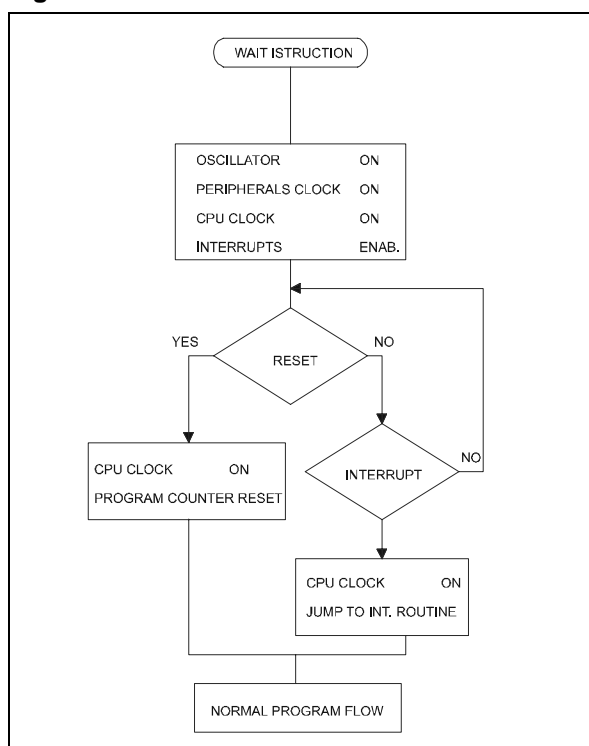 WAIT ISTRUCTION
OSCILLATOR ON
PERIPHERALS CLOCK ON
CPU CLOCK ON
INTERRUPTS ENAB.
YES
RESET
NO
CPU CLOCK ON
PROGRAM COUNTER RESET
INTERRUPT
NO
CPU CLOCK ON
JUMP TO INT. ROUTINE
NORMAL PROGRAM FLOW